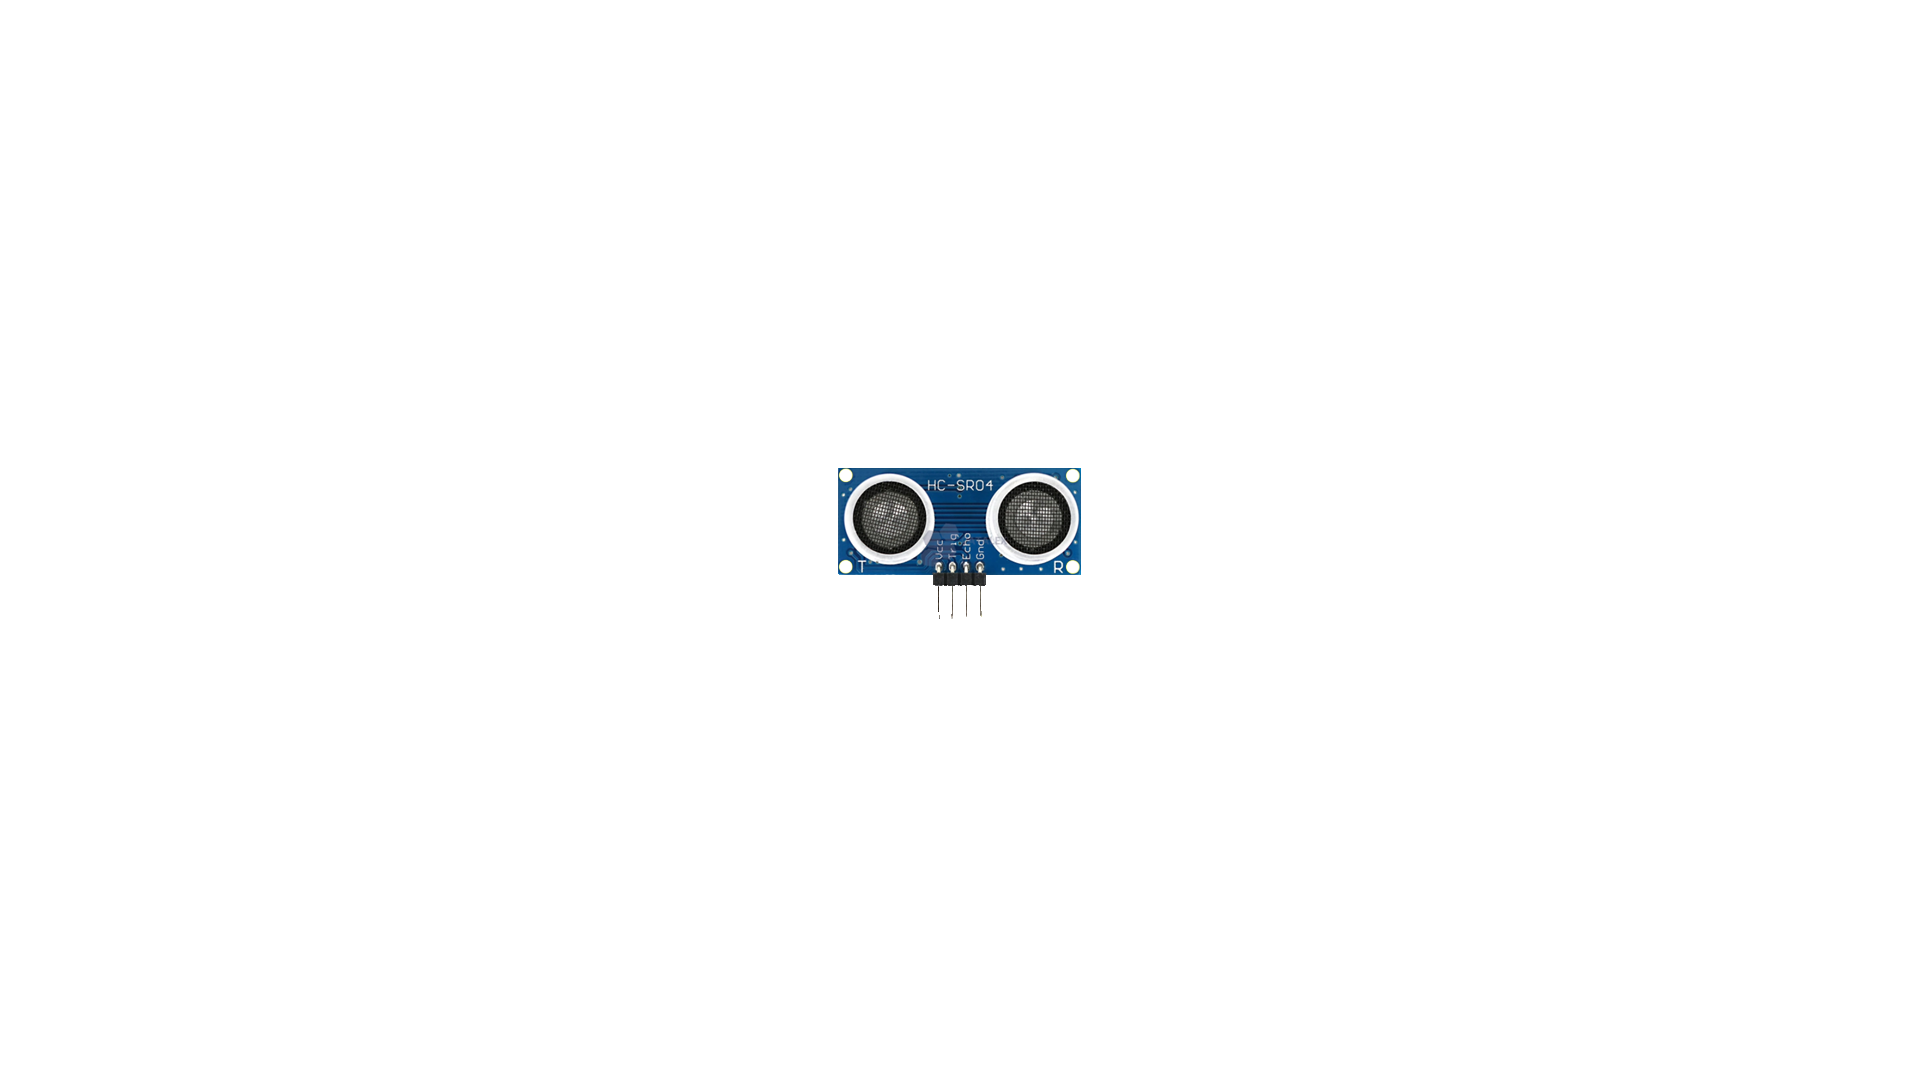 HC-SR04
Vcc
Trig
Echo
Gnd
T
R